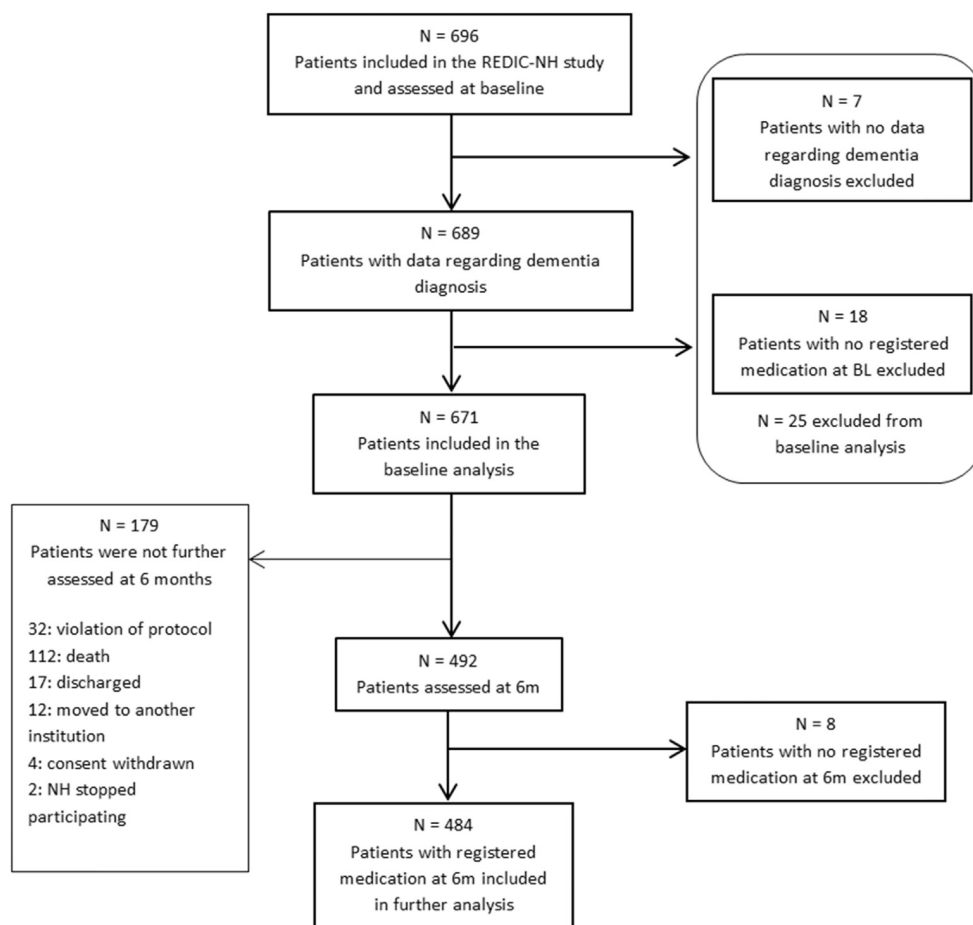 N = 696
Patients included in the REDIC-NH study
and assessed at baseline
N = 7
Patients with no data
regarding dementia
diagnosis excluded
N = 689
Patients with data regarding dementia
diagnosis
N = 18
Patients with no registered
medication at BL excluded
N = 25 excluded from
baseline analysis
N = 671
Patients included in the
baseline analysis
N = 179
Patients were not further
assessed at 6 months
32: violation of protocol
112: death
17: discharged
12: moved to another
institution
4: consent withdrawn
2: NH stopped
participating
N = 492
Patients assessed at 6m
N = 8
Patients with no registered
medication at 6m excluded
N = 484
Patients with registered
medication at 6m included
in further analysis